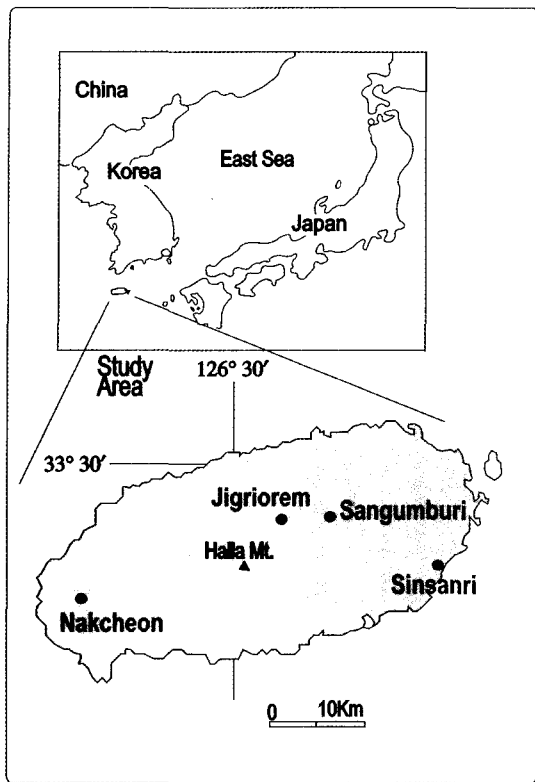 China
Korea
East Sea
Japan
Study
Area
126° 30′
33° 30′
Jigriorem
Sangumburi
Halla Mt.
Sinsanri
Nakcheon
0 10Km